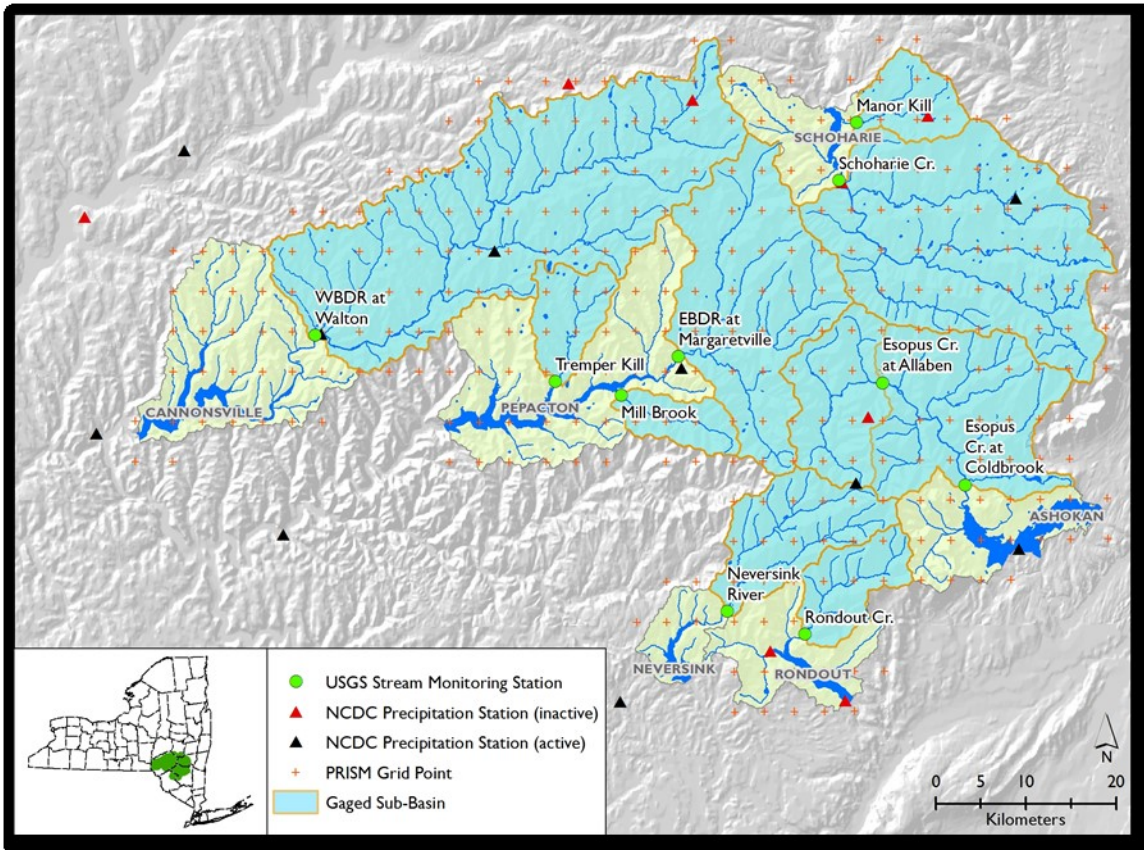 Manor Kill
SCHOHARIE
Schoharie Cr.
WBDR at
Walton
EBDR at
Margaretville
Esopus Cr.
at Allaben
Tremper Kill
CANNONSVILLE
PEPACTON
Mill Brook
Esopus
Cr. at
Coldbrook
ASHOKAN
Neversink
River
Rondout Cr.
NEVERSINK
RONDOUT
USGS Stream Monitoring Station
NCDC Precipitation Station (inactive)
NCDC Precipitation Station (active)
PRISM Grid Point
Gaged Sub-Basin
N
0 5 10 20
Kilometers